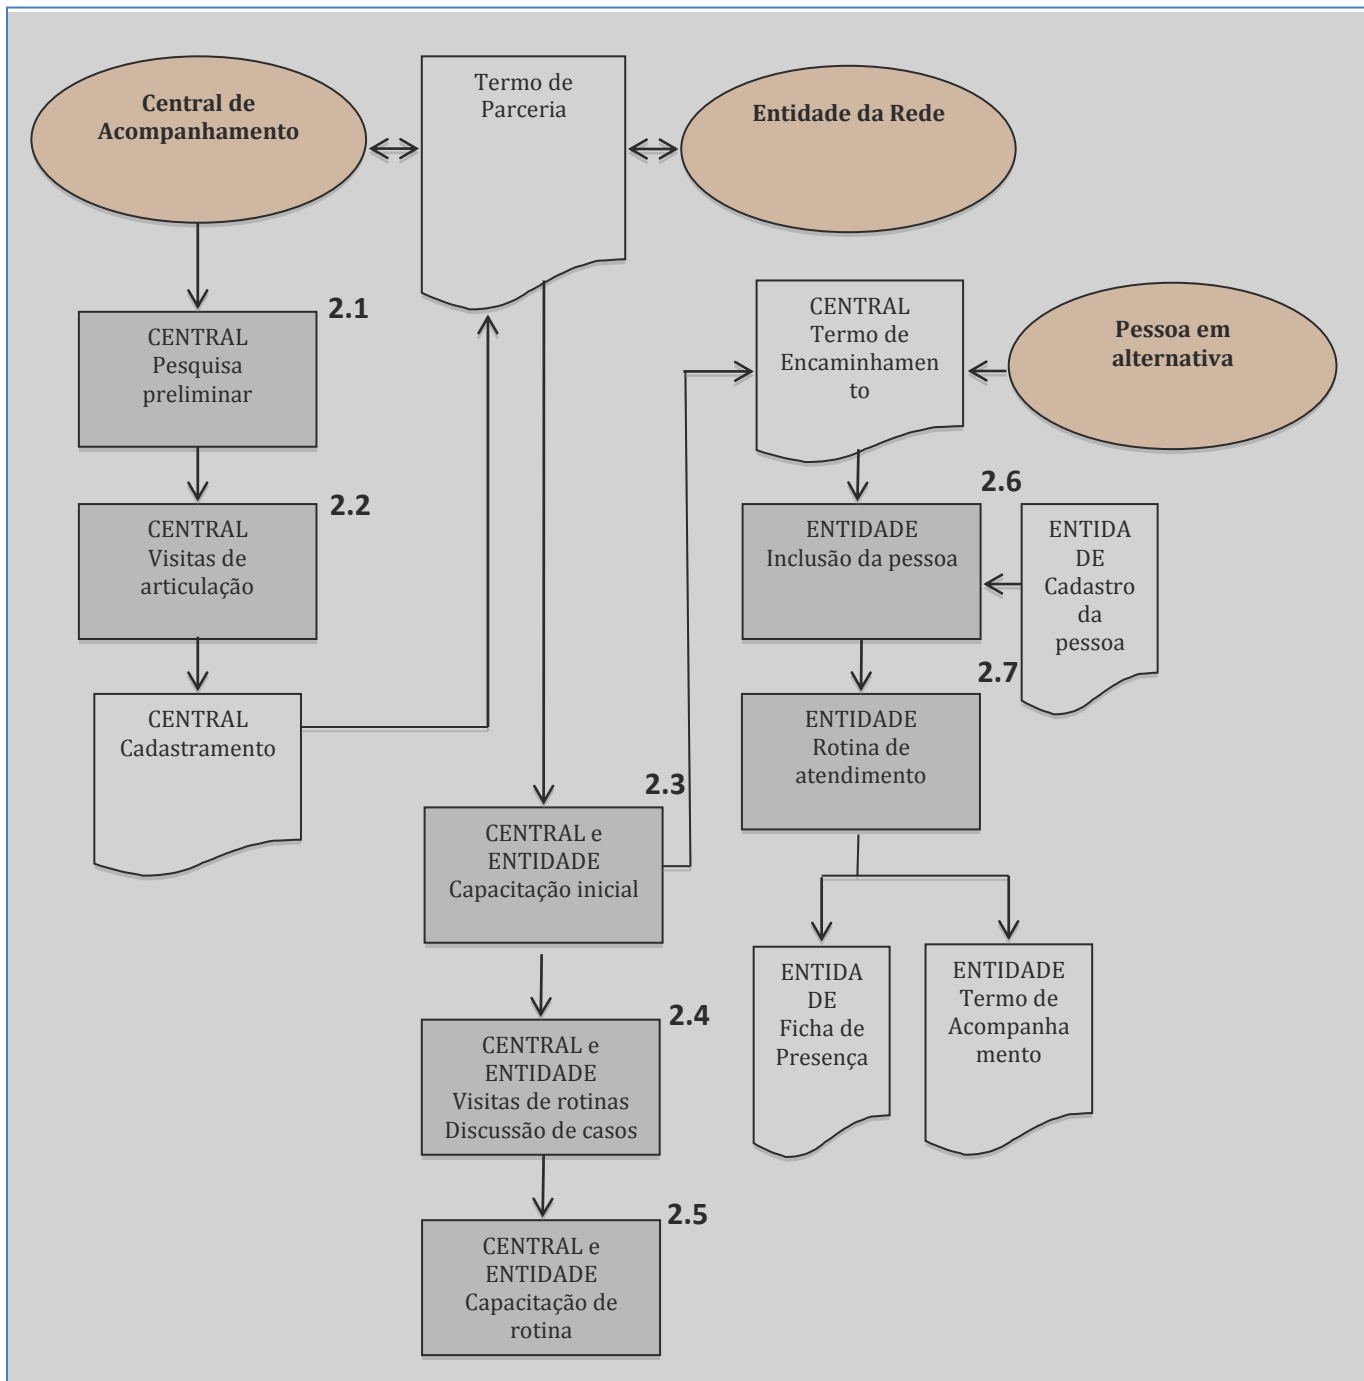 Central de
Acompanhamento
Termo de
Parceria
Entidade da Rede
2.1
CENTRAL
Pesquisa
preliminar
CENTRAL
Termo de
Encaminhamen
to
Pessoa em
alternativa
2.2
CENTRAL
Visitas de
articulação
2.6
ENTIDADE
Inclusão da pessoa
ENTIDA
DE
Cadastro
da
pessoa
CENTRAL
Cadastramento
2.7
ENTIDADE
Rotina de
atendimento
2.3
CENTRAL e
ENTIDADE
Capacitação inicial
ENTIDA
DE
Ficha de
Presença
ENTIDADE
Termo de
Acompanha
mento
2.4
CENTRAL e
ENTIDADE
Visitas de rotinas
Discussão de casos
2.5
CENTRAL e
ENTIDADE
Capacitação de
rotina